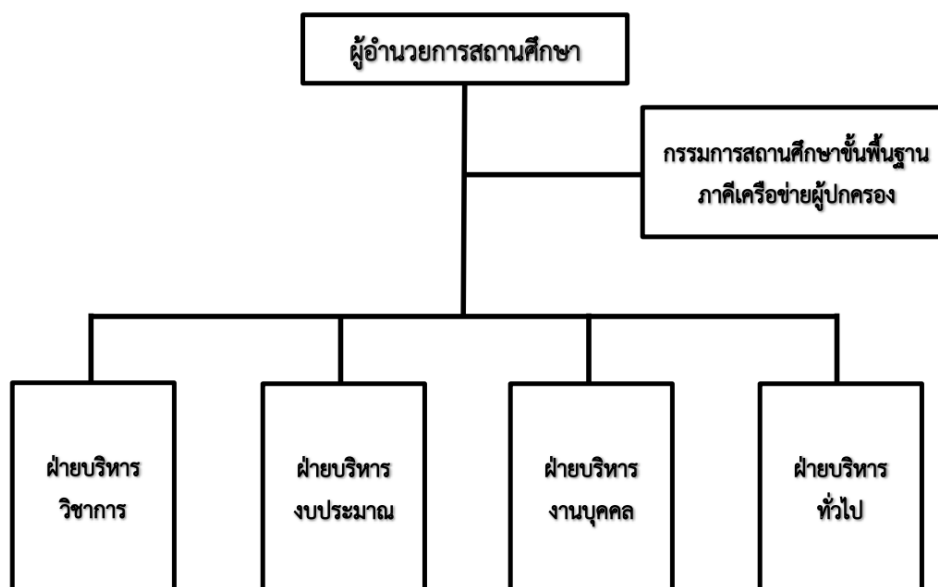 ผู้อำนวยการสถานศึกษา
กรรมการสถานศึกษาขั้นพื้นฐาน
ภาคีเครือข่ายผู้ปกครอง
ฝ่ายบริหาร
วิชาการ
ฝ่ายบริหาร
งบประมาณ
ฝ่ายบริหาร
งานบุคคล
ฝ่ายบริหาร
ทั่วไป